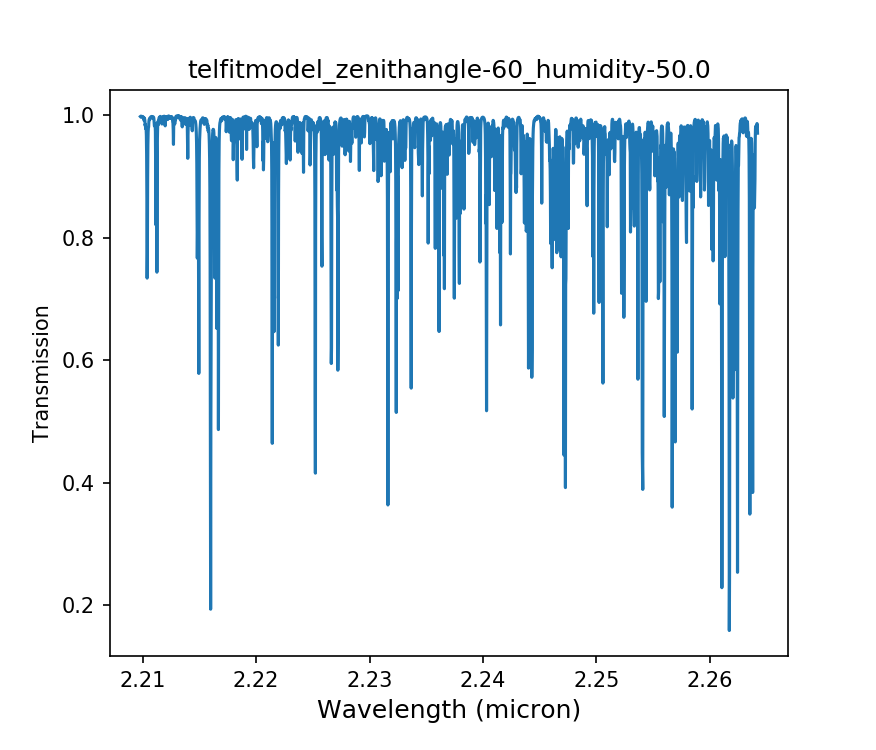 telfitmodel_zenithangle-60_humidity-50.0
1.0
0.8
0.6
0.4
0.2
Transmission
2.21 2.22 2.23 2.24 2.25 2.26
Wavelength (micron)